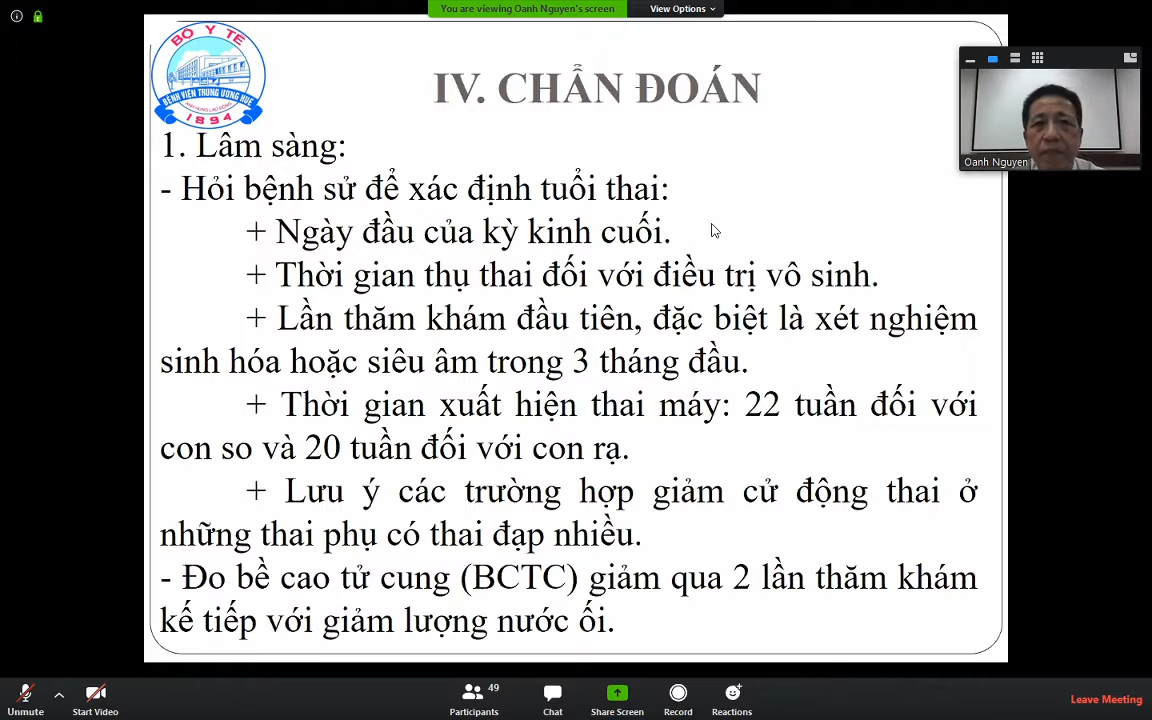 You are viewing Oanh Nguyen's screen
View Options
BỘ Y TẾ
BỆNH VIỆN TRUNG ƯƠNG HUẾ
ANH HÙNG LAO ĐỘNG
1894
IV. CHẨN ĐOÁN
Oanh Nguyen
1. Lâm sàng:
- Hỏi bệnh sử để xác định tuổi thai:
+ Ngày đầu của kỳ kinh cuối.
+ Thời gian thụ thai đối với điều trị vô sinh.
+ Lần thăm khám đầu tiên, đặc biệt là xét nghiệm
sinh hóa hoặc siêu âm trong 3 tháng đầu.
+ Thời gian xuất hiện thai máy: 22 tuần đối với
con so và 20 tuần đối với con rạ.
+ Lưu ý các trường hợp giảm cử động thai ở
những thai phụ có thai đạp nhiều.
- Đo bề cao tử cung (BCTC) giảm qua 2 lần thăm khám
kế tiếp với giảm lượng nước ối.
Unmute
Start Video
49
Participants
Chat
Share Screen
Record
Reactions
Leave Meeting